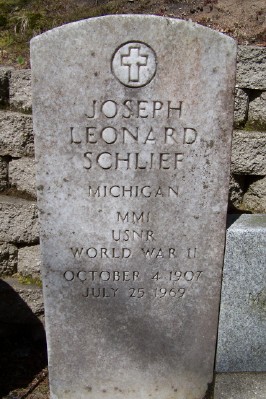 JOSEPH
LEONARD
SCHLIEF
MICHIGAN
MM1
USNR
WORLD WAR II
OCTOBER 4 1907
JULY 25 1969